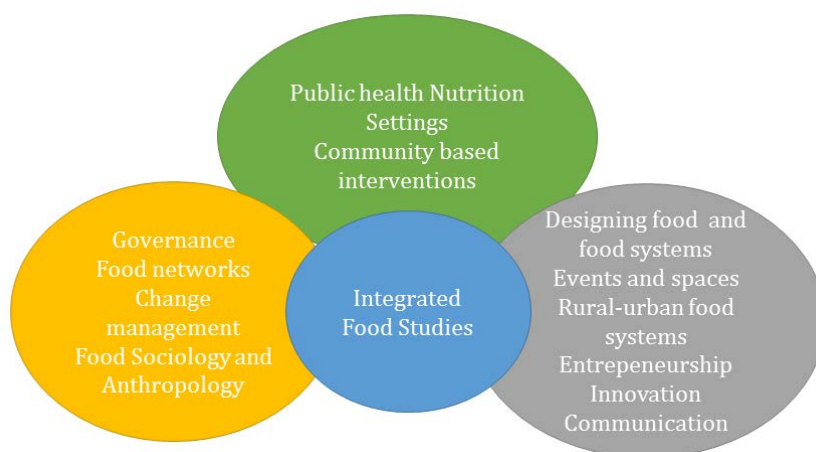 Public health Nutrition
Settings
Community based
interventions
Governance
Food networks
Change
management
Food Sociology and
Anthropology
Integrated
Food Studies
Designing food and
food systems
Events and spaces
Rural-urban food
systems
Entrepeneurship
Innovation
Communication